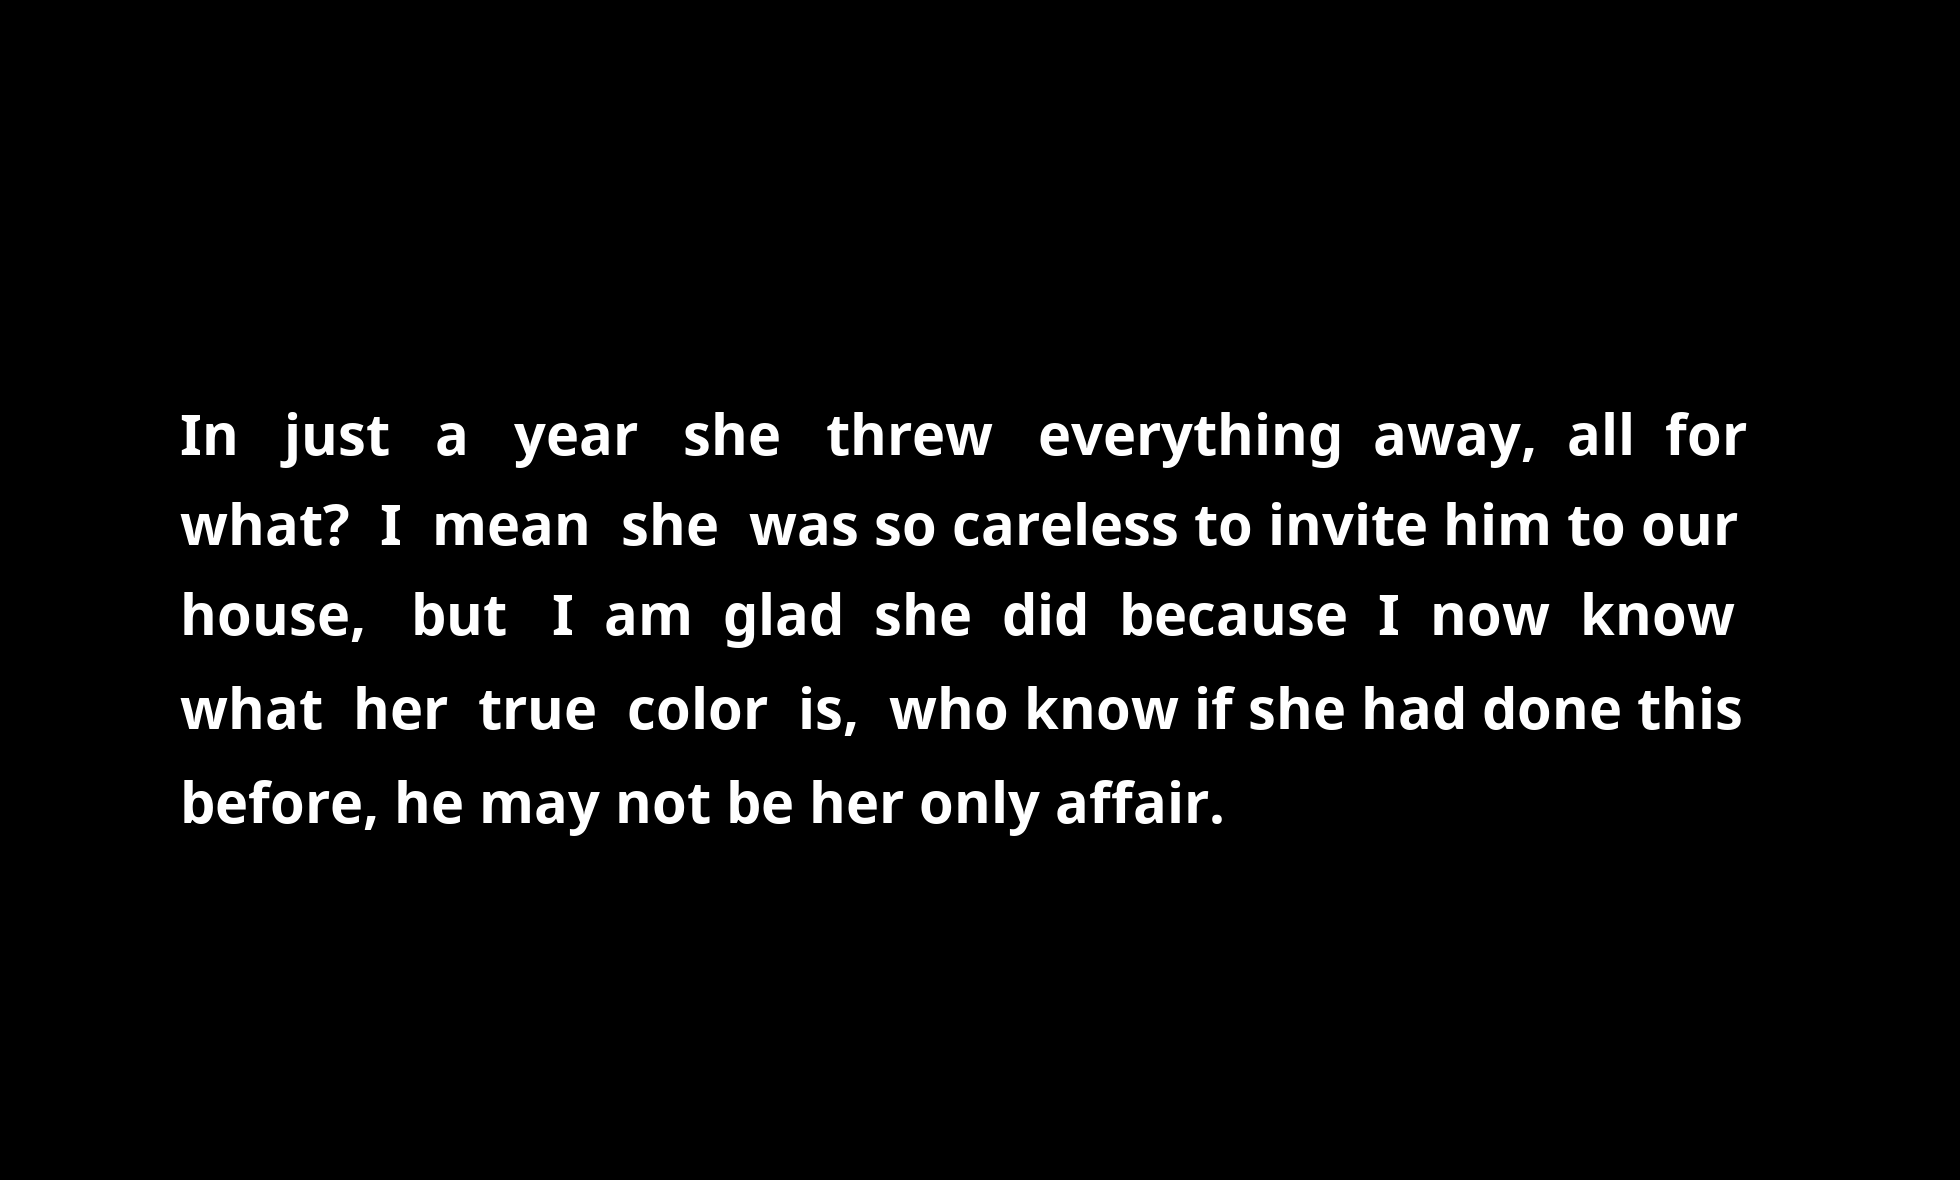 In just a year she threw everything away, all for
what? I mean she was so careless to invite him to our
house, but I am glad she did because I now know
what her true color is, who know if she had done this
before, he may not be her only affair.